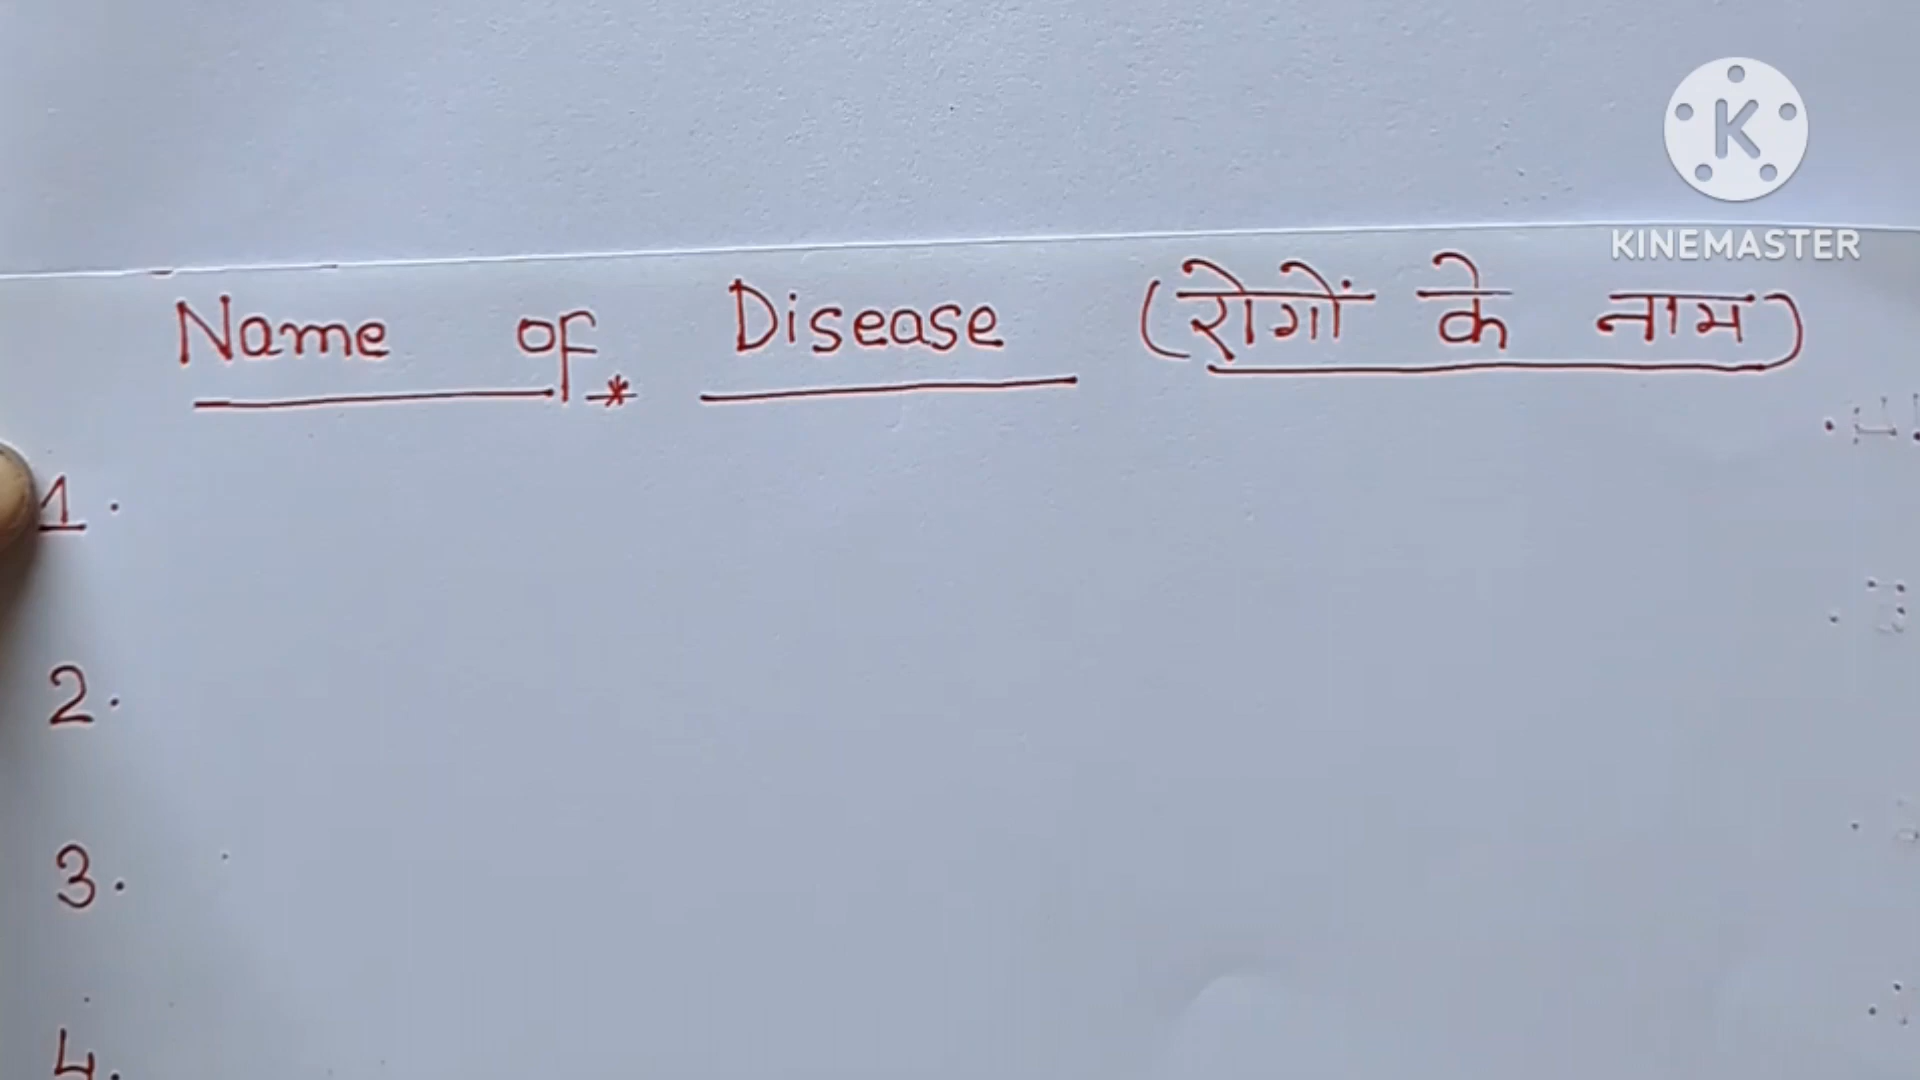 KINEMASTER
Name of Disease (रोगों के नाम)
1.
2.
3.
4.